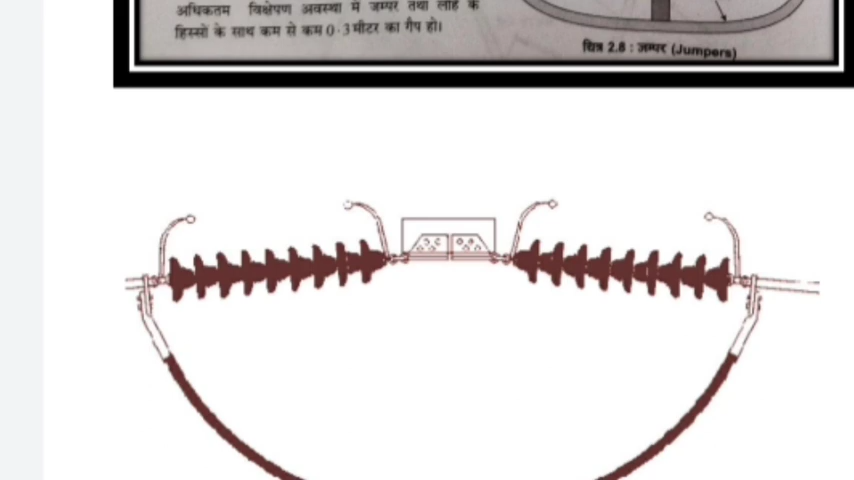 अधिकतम विक्षेपण अवस्था में जम्पर तथा लोहे के
हिस्सों के साथ कम से कम 0·3 मीटर का गैप हो।
चित्र 2.8 : जम्पर (Jumpers)